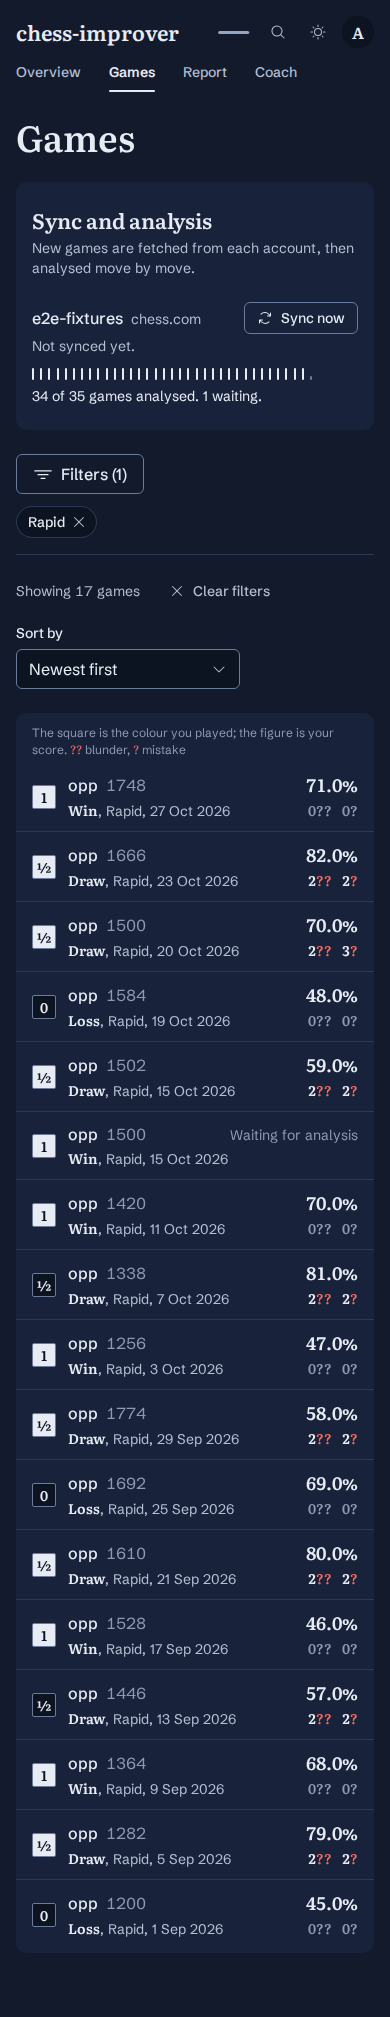 chess-improver
A
Overview Games Report Coach
Games
Sync and analysis
New games are fetched from each account, then
analysed move by move.
e2e-fixtures chess.com Sync now
Not synced yet.
34 of 35 games analysed. 1 waiting.
Filters (1)
Rapid
Showing 17 games Clear filters
Sort by
Newest first
The square is the colour you played; the figure is your
score. ?? blunder, ? mistake
1 opp 1748 71.0%
Win, Rapid, 27 Oct 2026 0?? 0?
½ opp 1666 82.0%
Draw, Rapid, 23 Oct 2026 2?? 2?
½ opp 1500 70.0%
Draw, Rapid, 20 Oct 2026 2?? 3?
0 opp 1584 48.0%
Loss, Rapid, 19 Oct 2026 0?? 0?
½ opp 1502 59.0%
Draw, Rapid, 15 Oct 2026 2?? 2?
1 opp 1500 Waiting for analysis
Win, Rapid, 15 Oct 2026
1 opp 1420 70.0%
Win, Rapid, 11 Oct 2026 0?? 0?
½ opp 1338 81.0%
Draw, Rapid, 7 Oct 2026 2?? 2?
1 opp 1256 47.0%
Win, Rapid, 3 Oct 2026 0?? 0?
½ opp 1774 58.0%
Draw, Rapid, 29 Sep 2026 2?? 2?
0 opp 1692 69.0%
Loss, Rapid, 25 Sep 2026 0?? 0?
½ opp 1610 80.0%
Draw, Rapid, 21 Sep 2026 2?? 2?
1 opp 1528 46.0%
Win, Rapid, 17 Sep 2026 0?? 0?
½ opp 1446 57.0%
Draw, Rapid, 13 Sep 2026 2?? 2?
1 opp 1364 68.0%
Win, Rapid, 9 Sep 2026 0?? 0?
½ opp 1282 79.0%
Draw, Rapid, 5 Sep 2026 2?? 2?
0 opp 1200 45.0%
Loss, Rapid, 1 Sep 2026 0?? 0?